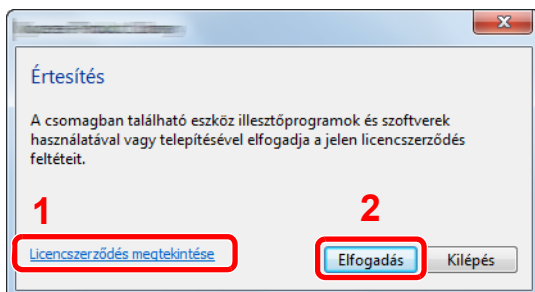 Értesítés
A csomagban található eszköz illesztőprogramok és szoftverek
használatával vagy telepítésével elfogadja a jelen licencszerződés
feltéteit.
1
2
Licencszerződés megtekintése
Elfogadás
Kilépés